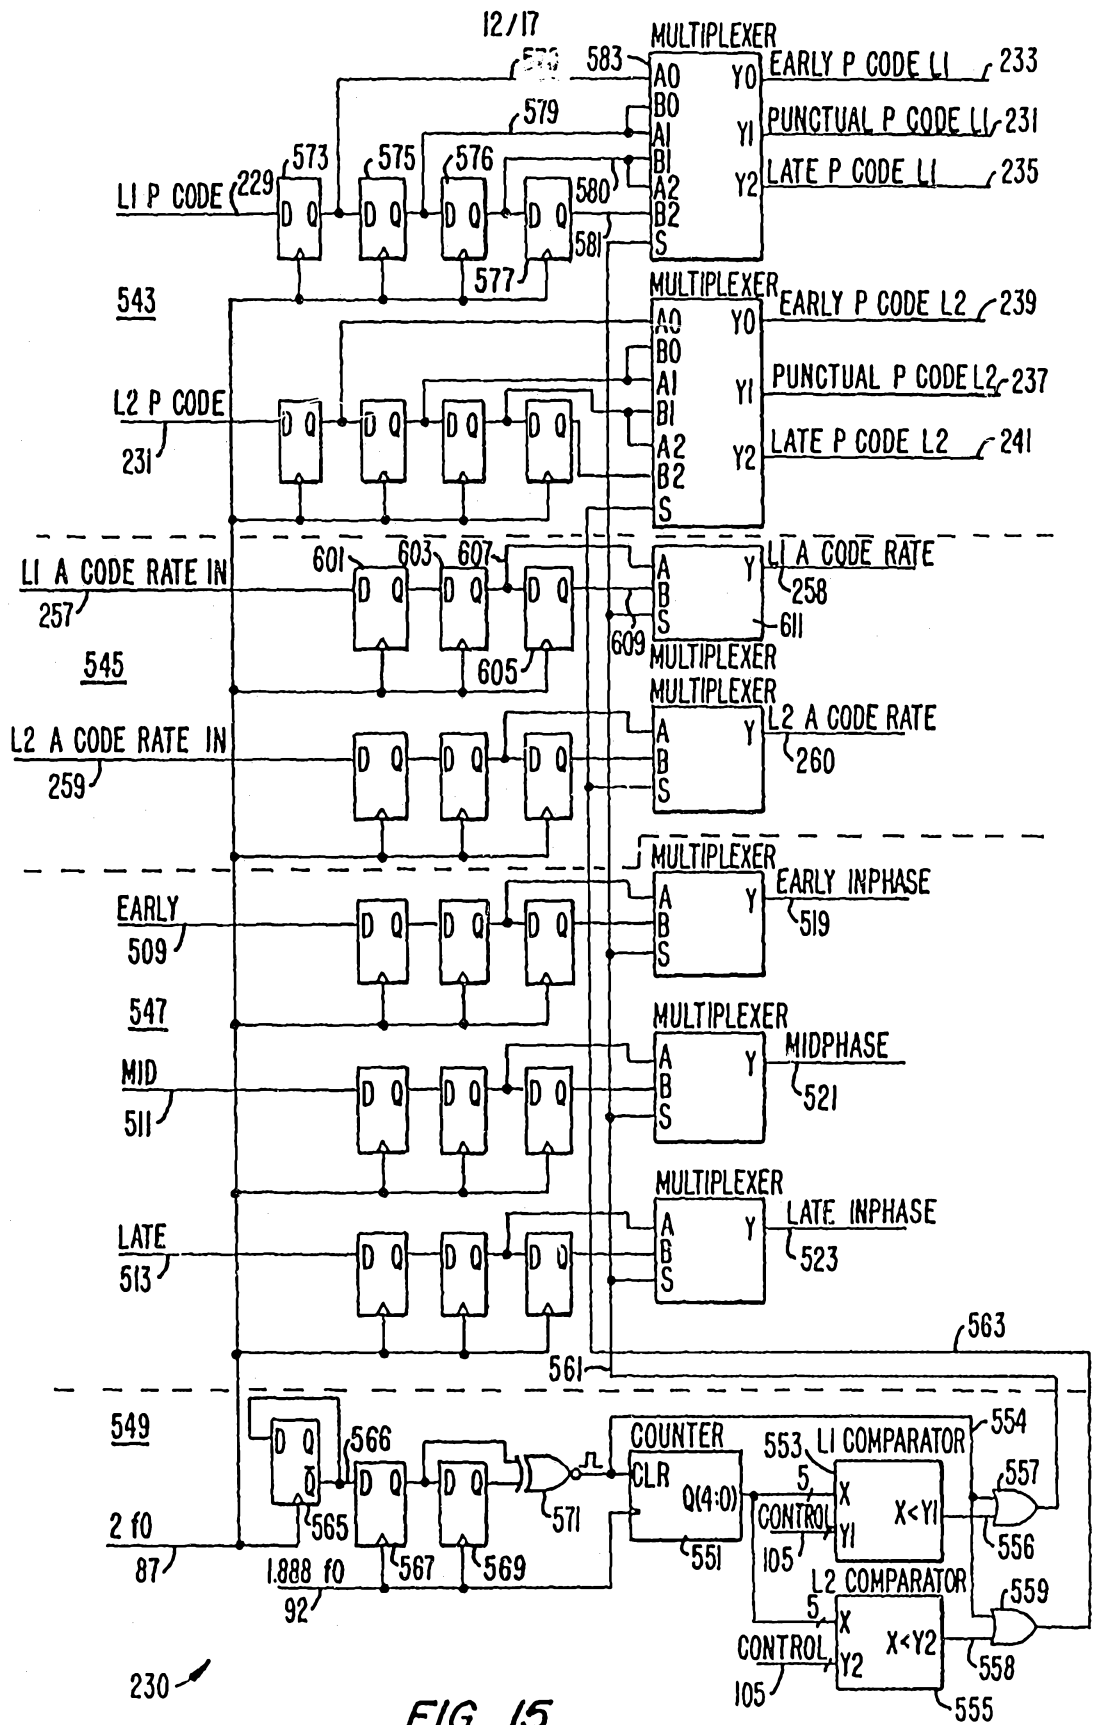 12/17
MULTIPLEXER
583
A0 Y0 EARLY P CODE L1 233
B0
579
A1 Y1 PUNCTUAL P CODE L1 231
B1
580
A2 Y2 LATE P CODE L1 235
B2
581
S
573 575 576
L1 P CODE 229
D Q D Q D Q D Q
577
543
MULTIPLEXER
A0 Y0 EARLY P CODE L2 239
B0
A1 Y1 PUNCTUAL P CODE L2 237
B1
A2 Y2 LATE P CODE L2 241
B2
S
L2 P CODE
231
D Q D Q D Q D Q
601 603 607
L1 A CODE RATE IN
257
D Q D Q D Q
A Y L1 A CODE RATE
258
B
S
609 611
605
MULTIPLEXER
545
MULTIPLEXER
L2 A CODE RATE IN
259
D Q D Q D Q
A Y L2 A CODE RATE
260
B
S
MULTIPLEXER
EARLY
509
D Q D Q D Q
A Y EARLY INPHASE
519
B
S
547
MULTIPLEXER
MID
511
D Q D Q D Q
A Y MIDPHASE
521
B
S
MULTIPLEXER
LATE
513
D Q D Q D Q
A Y LATE INPHASE
523
B
S
563
561
549
D Q
Q̅
565
566
D Q D Q
567 569
571
COUNTER
CLR
Q(4:0)
551
553 L1 COMPARATOR 554
5
X
X<Y1
CONTROL
Y1
105
557
556
2 f0
87
1.888 f0
92
L2 COMPARATOR
5
X
X<Y2
CONTROL
Y2
105
559
558
555
230
FIG 15